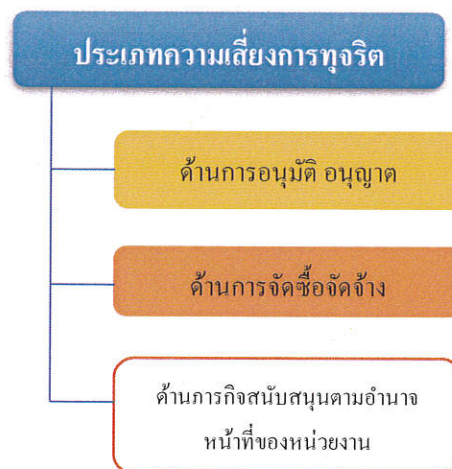 ประเภทความเสี่ยงการทุจริต
ด้านการอนุมัติ อนุญาต
ด้านการจัดซื้อจัดจ้าง
ด้านภารกิจสนับสนุนตามอำนาจ
หน้าที่ของหน่วยงาน